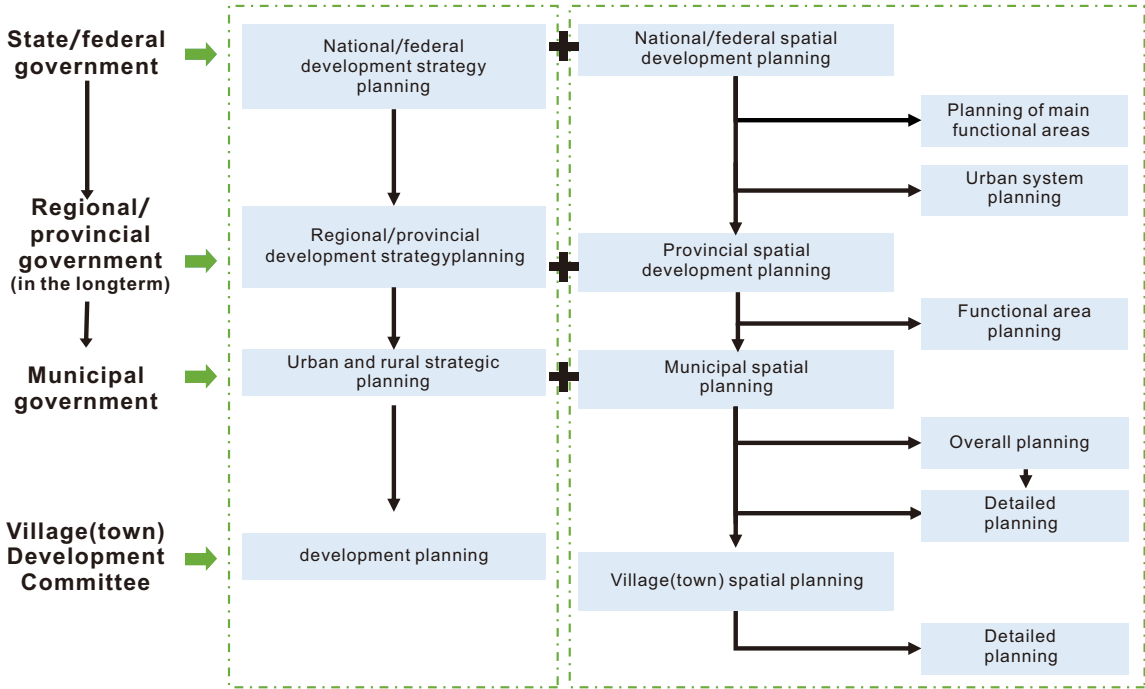 State/federal
government
National/federal
development strategy
planning
National/federal spatial
development planning
Planning of main
functional areas
Urban system
planning
Regional/
provincial
government
(in the longterm)
Regional/provincial
development strategyplanning
Provincial spatial
development planning
Functional area
planning
Municipal
government
Urban and rural strategic
planning
Municipal spatial
planning
Overall planning
Detailed
planning
Village(town)
Development
Committee
development planning
Village(town) spatial planning
Detailed
planning